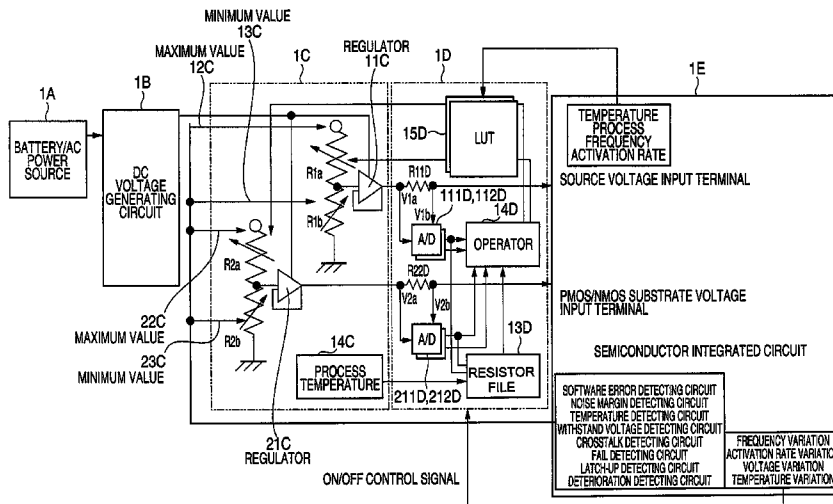 MINIMUM VALUE
13C
MAXIMUM VALUE
12C
REGULATOR
11C
1C
1D
1E
1A
1B
BATTERY/AC
POWER
SOURCE
DC
VOLTAGE
GENERATING
CIRCUIT
R1a
R1b
15D
LUT
TEMPERATURE
PROCESS
FREQUENCY
ACTIVATION RATE
R11D
111D,112D
V1a
V1b
14D
A/D
OPERATOR
SOURCE VOLTAGE INPUT TERMINAL
R2a
R2b
R22D
V2a
V2b
A/D
211D,212D
13D
RESISTOR
FILE
PMOS/NMOS SUBSTRATE VOLTAGE
INPUT TERMINAL
22C
MAXIMUM VALUE
23C
MINIMUM VALUE
14C
PROCESS
TEMPERATURE
21C
REGULATOR
ON/OFF CONTROL SIGNAL
SEMICONDUCTOR INTEGRATED CIRCUIT
SOFTWARE ERROR DETECTING CIRCUIT
NOISE MARGIN DETECTING CIRCUIT
TEMPERATURE DETECTING CIRCUIT
WITHSTAND VOLTAGE DETECTING CIRCUIT
CROSSTALK DETECTING CIRCUIT
FAIL DETECTING CIRCUIT
LATCH-UP DETECTING CIRCUIT
DETERIORATION DETECTING CIRCUIT
FREQUENCY VARIATION
ACTIVATION RATE VARIATION
VOLTAGE VARIATION
TEMPERATURE VARIATION